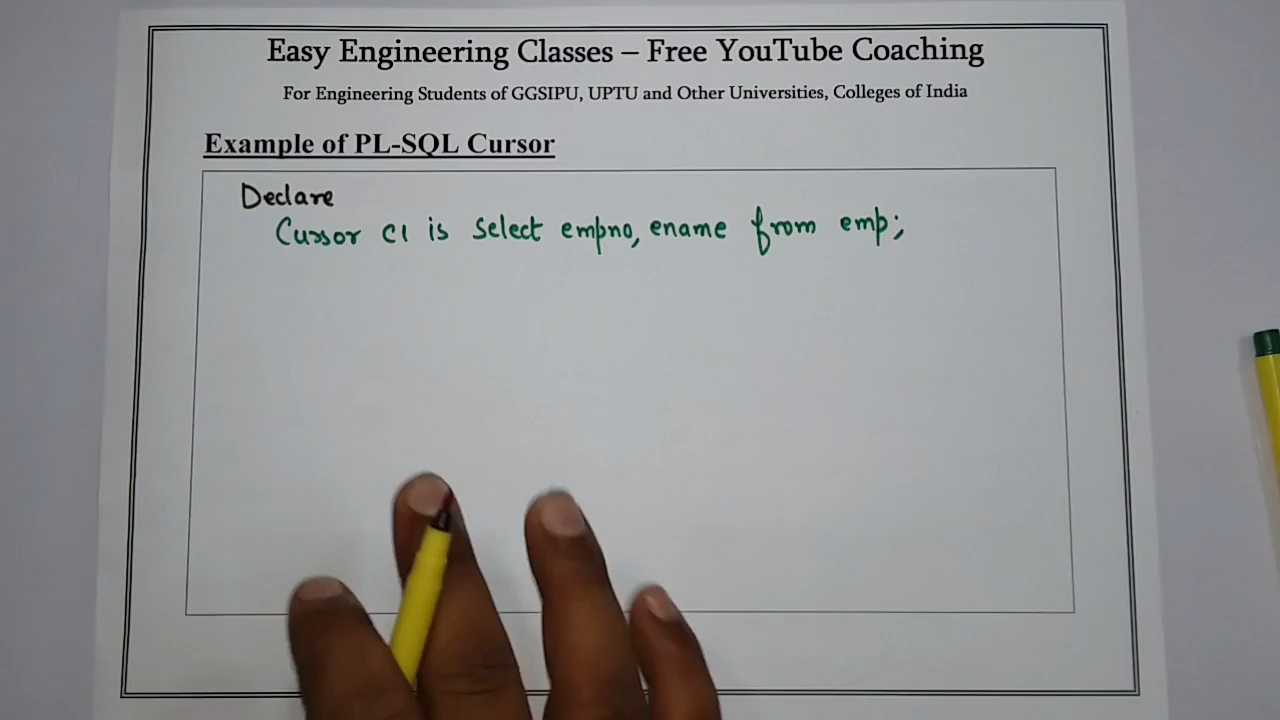 Easy Engineering Classes – Free YouTube Coaching
For Engineering Students of GGSIPU, UPTU and Other Universities, Colleges of India
Example of PL-SQL Cursor
Declare
Cursor C1 is select empno, ename from emp;